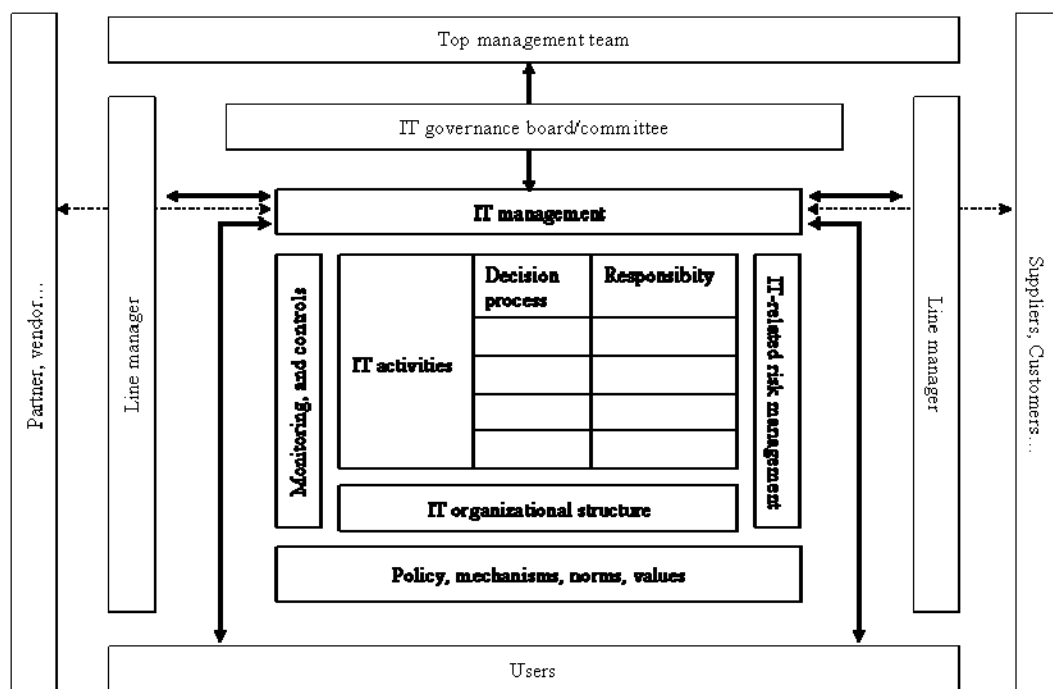 Top management team
IT governance board/committee
IT management
Partner, vendor...
Line manager
Monitoring, and controls
IT activities
Decision
process
Responsibity
IT-related risk management
Line manager
Suppliers, Customers...
IT organizational structure
Policy, mechanisms, norms, values
Users